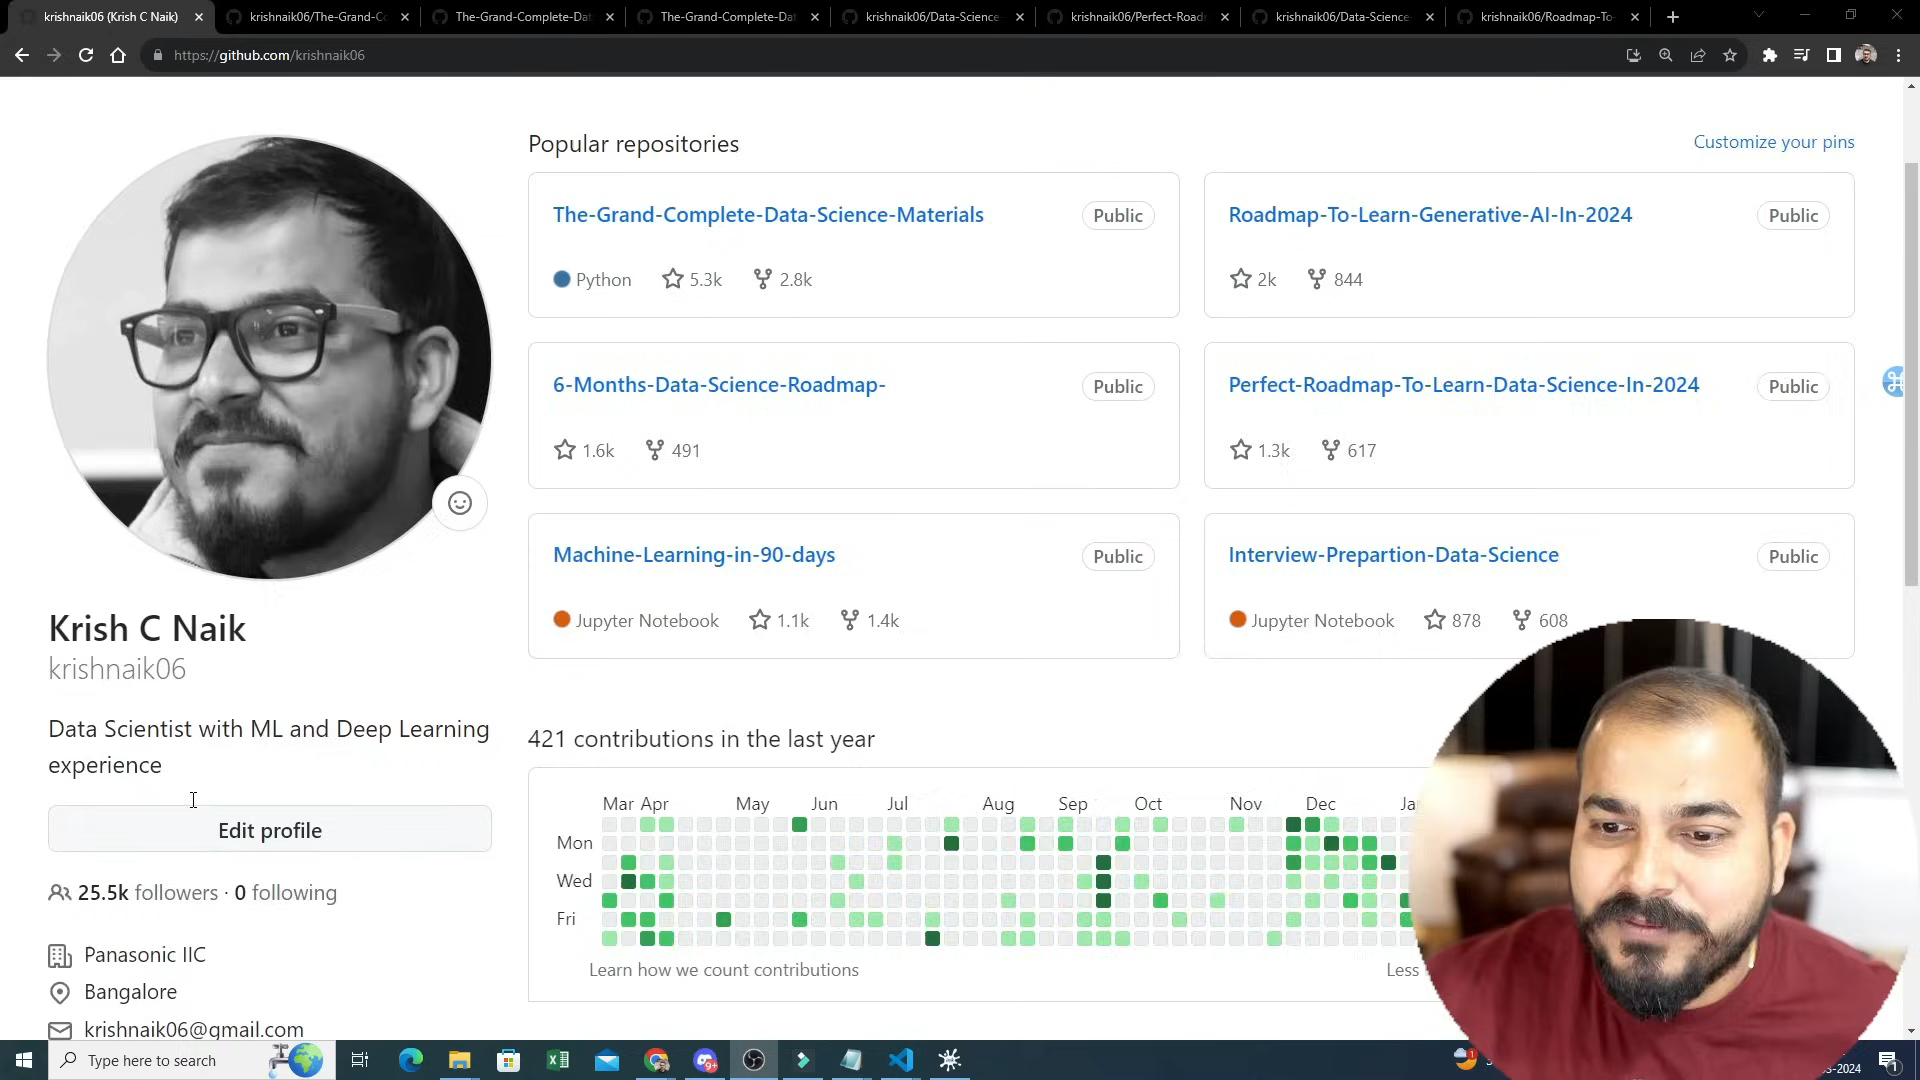 krishnaik06 (Krish C Naik)
krishnaik06/The-Grand-Co
The-Grand-Complete-Dat
The-Grand-Complete-Dat
krishnaik06/Data-Science-
krishnaik06/Perfect-Road
krishnaik06/Data-Science-
krishnaik06/Roadmap-To-
https://github.com/krishnaik06
Popular repositories
Customize your pins
The-Grand-Complete-Data-Science-Materials
Public
Python 5.3k 2.8k
Roadmap-To-Learn-Generative-AI-In-2024
Public
2k 844
6-Months-Data-Science-Roadmap-
Public
1.6k 491
Perfect-Roadmap-To-Learn-Data-Science-In-2024
Public
1.3k 617
Machine-Learning-in-90-days
Public
Jupyter Notebook 1.1k 1.4k
Interview-Prepartion-Data-Science
Public
Jupyter Notebook 878 608
Krish C Naik
krishnaik06
Data Scientist with ML and Deep Learning
experience
Edit profile
25.5k followers · 0 following
Panasonic IIC
Bangalore
krishnaik06@gmail.com
421 contributions in the last year
Mar Apr May Jun Jul Aug Sep Oct Nov Dec
Mon
Wed
Fri
Learn how we count contributions
Less
Type here to search